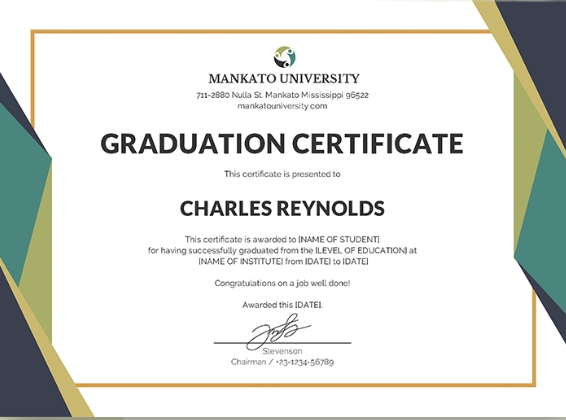 MANKATO UNIVERSITY
711-2880 Nulla St. Mankato Mississippi 96522
mankatouniversity.com
GRADUATION CERTIFICATE
This certificate is presented to
CHARLES REYNOLDS
This certificate is awarded to [NAME OF STUDENT]
for having successfully graduated from the [LEVEL OF EDUCATION] at
[NAME OF INSTITUTE] from [DATE] to [DATE]
Congratulations on a job well done!
Awarded this [DATE].
Stevenson
Chairman / +23-1234-56789